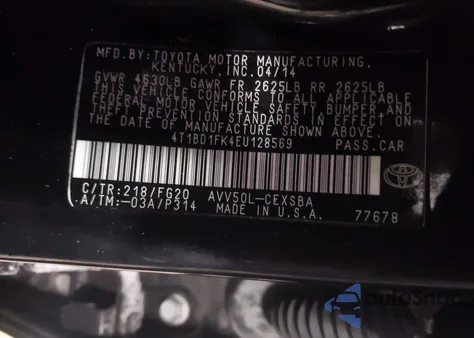 MFD.BY:TOYOTA MOTOR MANUFACTURING,
KENTUCKY,INC.04/14
GVWR 4630LB GAWR FR 2625LB RR 2625LB
THIS VEHICLE CONFORMS TO ALL APPLICABLE
FEDERAL MOTOR VEHICLE SAFETY,BUMPER,AND
THEFT PREVENTION STANDARDS IN EFFECT ON
THE DATE OF MANUFACTURE SHOWN ABOVE.
4T1BD1FK4EU128569 PASS.CAR
C/TR:218/FG20 AVV50L-CEXSBA
A/TM:-03A/P314 MADE IN U.S.A. 77678